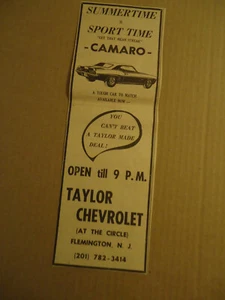 SUMMERTIME
is
SPORT TIME
- CAMARO -
YOU
CAN'T BEAT
A TAYLOR MADE
DEAL!
OPEN till 9 P.M.
TAYLOR
CHEVROLET
(AT THE CIRCLE)
FLEMINGTON, N. J.
(201) 782-3414